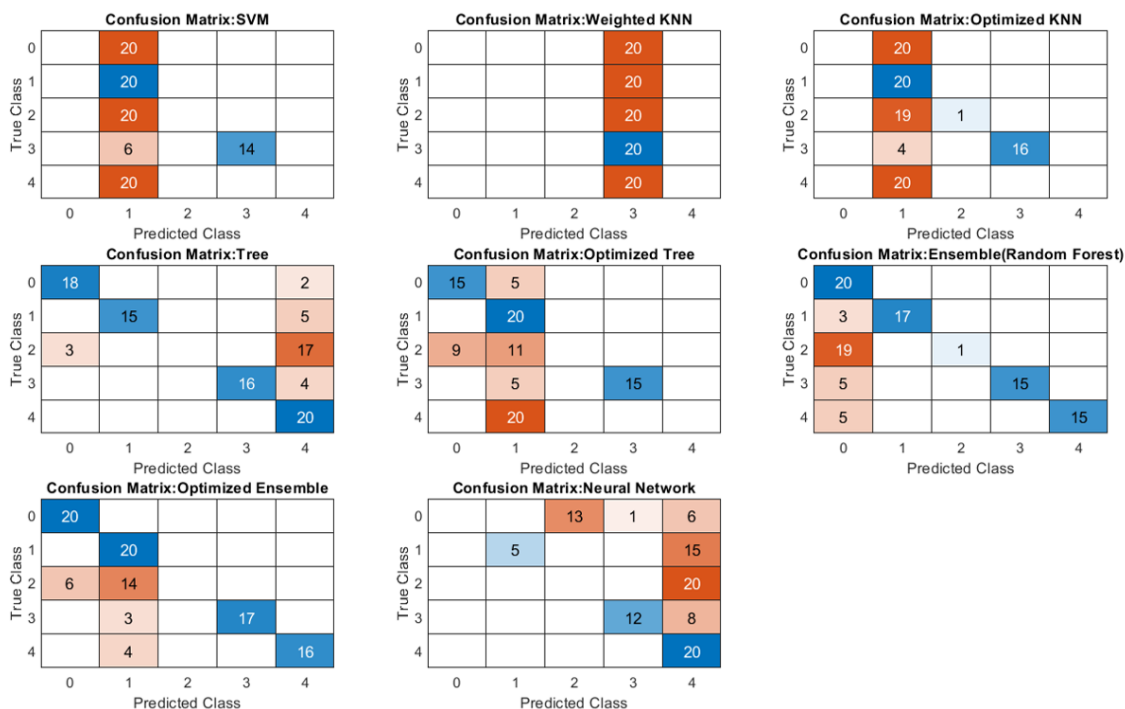 Confusion Matrix:SVM
True Class
0 20
1 20
2 20
3 6 14
4 20
0 1 2 3 4
Predicted Class
Confusion Matrix:Weighted KNN
True Class
0 20
1 20
2 20
3 20
4 20
0 1 2 3 4
Predicted Class
Confusion Matrix:Optimized KNN
True Class
0 20
1 20
2 19 1
3 4 16
4 20
0 1 2 3 4
Predicted Class
Confusion Matrix:Tree
True Class
0 18 2
1 15 5
2 3 17
3 16 4
4 20
0 1 2 3 4
Predicted Class
Confusion Matrix:Optimized Tree
True Class
0 15 5
1 20
2 9 11
3 5 15
4 20
0 1 2 3 4
Predicted Class
Confusion Matrix:Ensemble(Random Forest)
True Class
0 20
1 3 17
2 19 1
3 5 15
4 5 15
0 1 2 3 4
Predicted Class
Confusion Matrix:Optimized Ensemble
True Class
0 20
1 20
2 6 14
3 3 17
4 4 16
0 1 2 3 4
Predicted Class
Confusion Matrix:Neural Network
True Class
0 13 1 6
1 5 15
2 20
3 12 8
4 20
0 1 2 3 4
Predicted Class